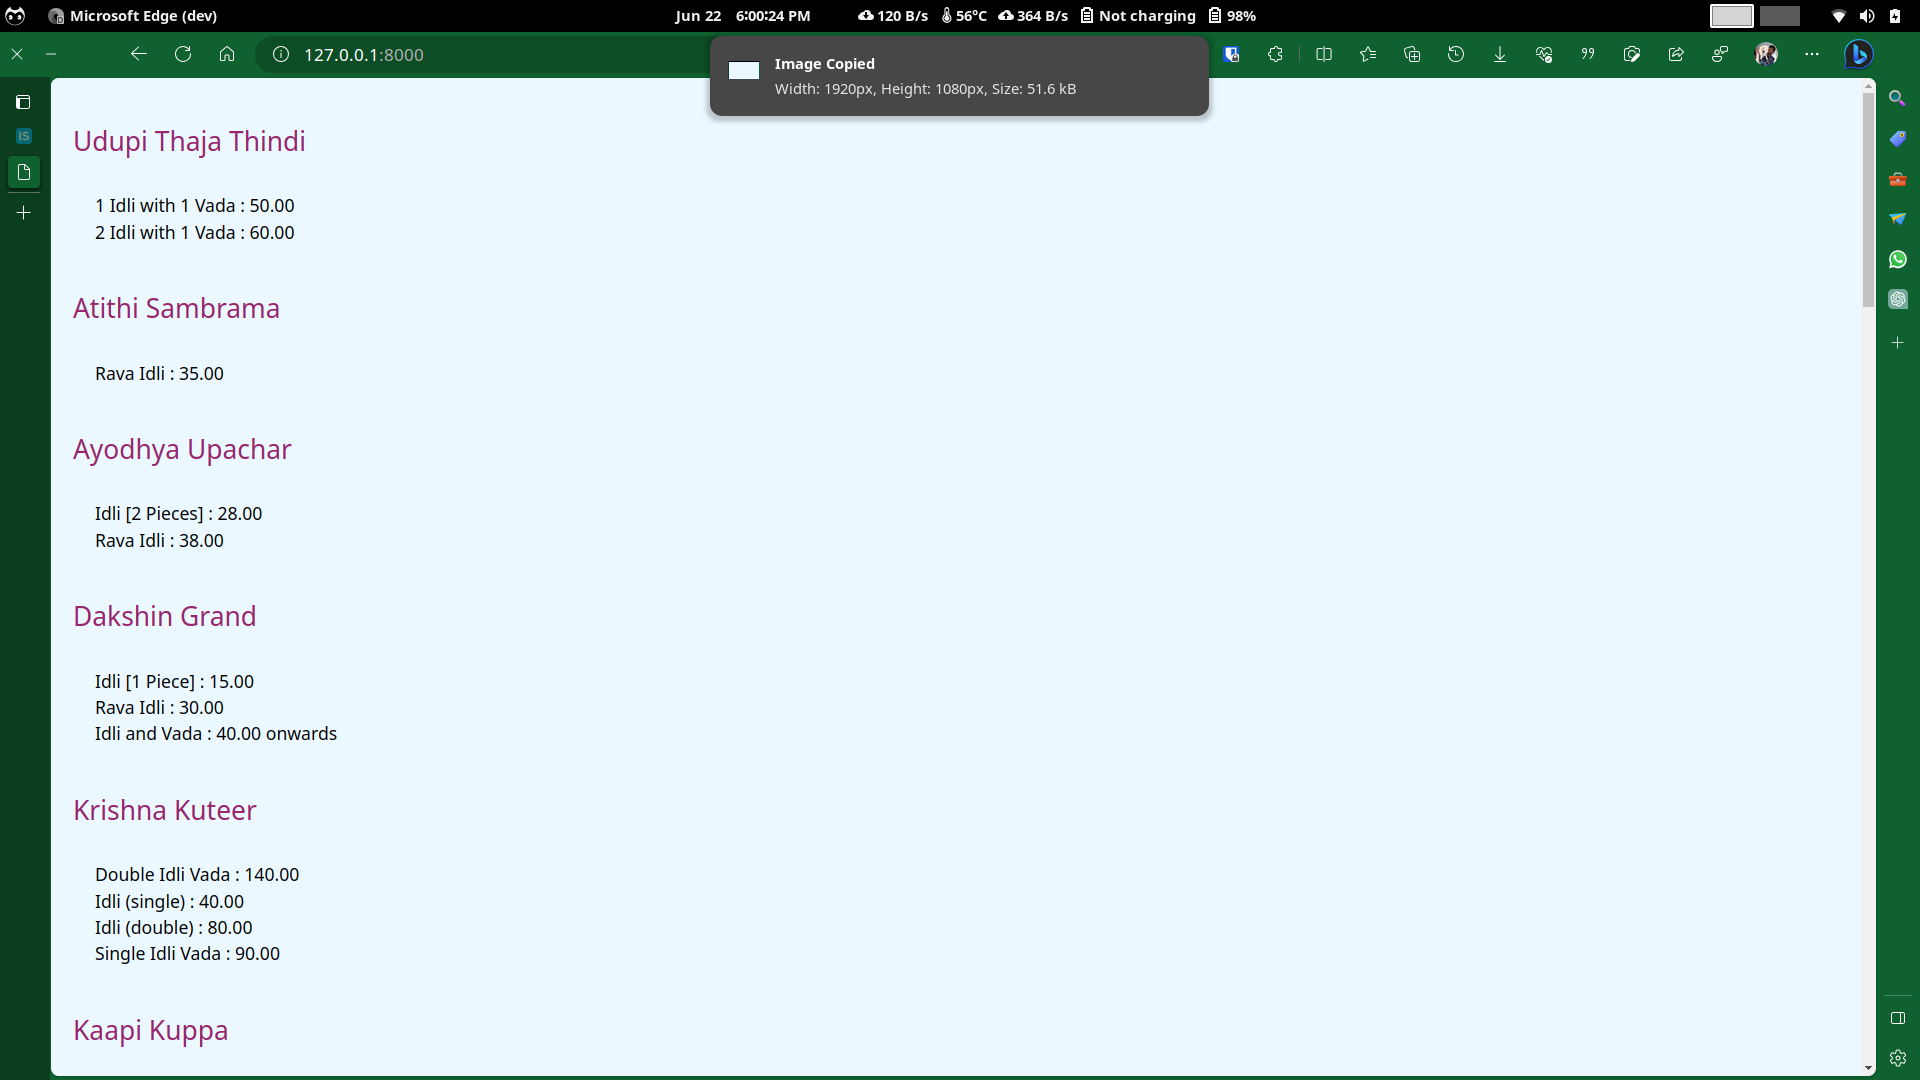 Microsoft Edge (dev)
Jun 22 6:00:24 PM
120 B/s 56°C 364 B/s Not charging 98%
127.0.0.1:8000
Image Copied
Width: 1920px, Height: 1080px, Size: 51.6 kB
IS
Udupi Thaja Thindi
1 Idli with 1 Vada : 50.00
2 Idli with 1 Vada : 60.00
Atithi Sambrama
Rava Idli : 35.00
Ayodhya Upachar
Idli [2 Pieces] : 28.00
Rava Idli : 38.00
Dakshin Grand
Idli [1 Piece] : 15.00
Rava Idli : 30.00
Idli and Vada : 40.00 onwards
Krishna Kuteer
Double Idli Vada : 140.00
Idli (single) : 40.00
Idli (double) : 80.00
Single Idli Vada : 90.00
Kaapi Kuppa